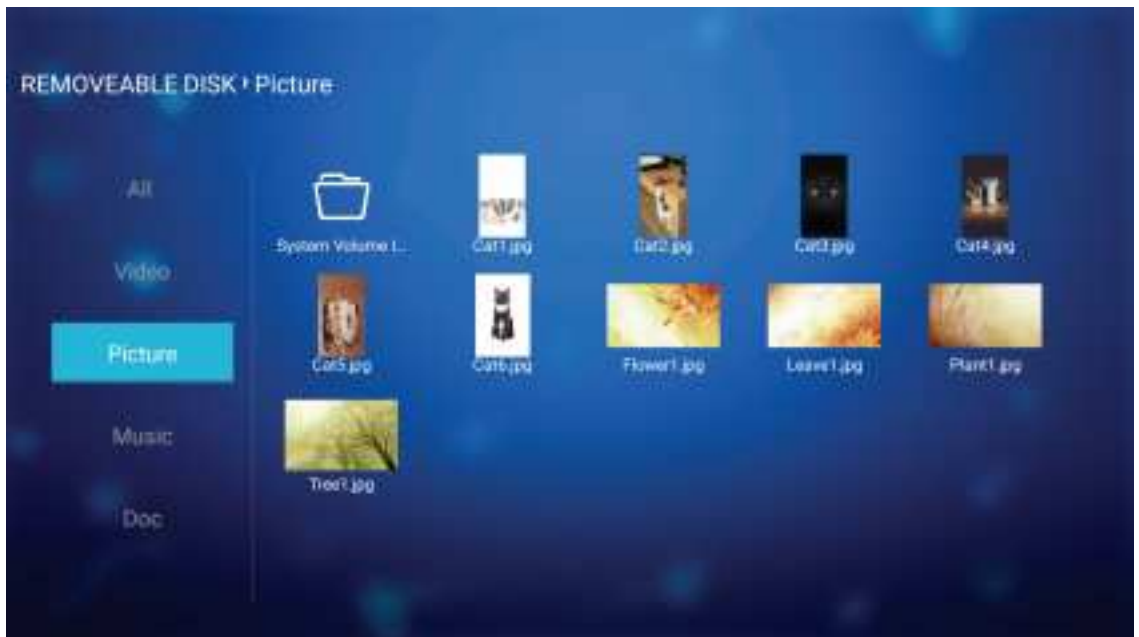 REMOVEABLE DISK › Picture
All
Video
Picture
Music
Doc
System Volume I...
Cat1.jpg
Cat2.jpg
Cat3.jpg
Cat4.jpg
Cat5.jpg
Cat6.jpg
Flower1.jpg
Leave1.jpg
Plant1.jpg
Tree1.jpg